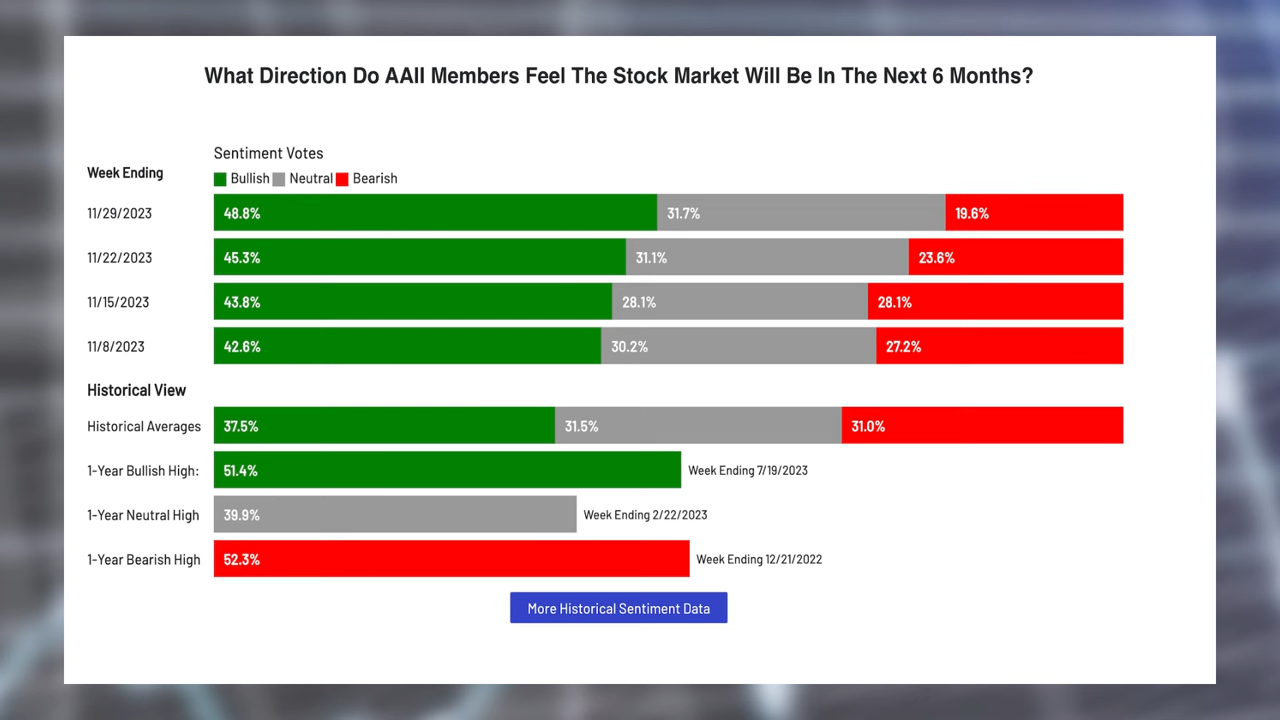 What Direction Do AAII Members Feel The Stock Market Will Be In The Next 6 Months?
Sentiment Votes
Week Ending
Bullish Neutral Bearish
11/29/2023 48.8% 31.7% 19.6%
11/22/2023 45.3% 31.1% 23.6%
11/15/2023 43.8% 28.1% 28.1%
11/8/2023 42.6% 30.2% 27.2%
Historical View
Historical Averages 37.5% 31.5% 31.0%
1-Year Bullish High: 51.4% Week Ending 7/19/2023
1-Year Neutral High 39.9% Week Ending 2/22/2023
1-Year Bearish High 52.3% Week Ending 12/21/2022
More Historical Sentiment Data